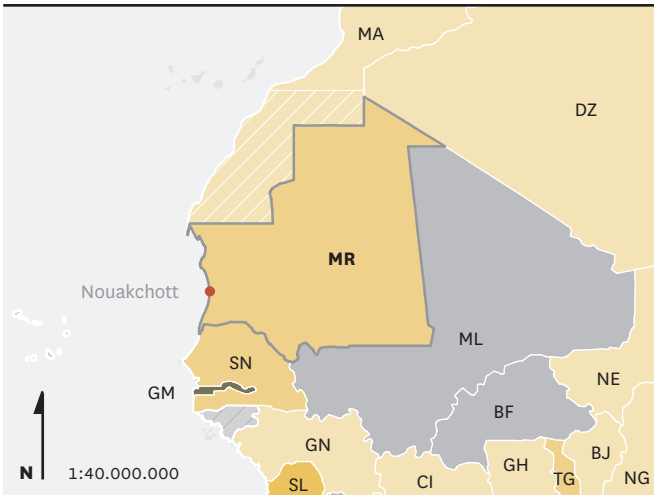 MA
DZ
MR
Nouakchott
ML
SN
NE
GM
BF
GN
BJ
GH
N 1:40.000.000
TG
NG
CI
SL